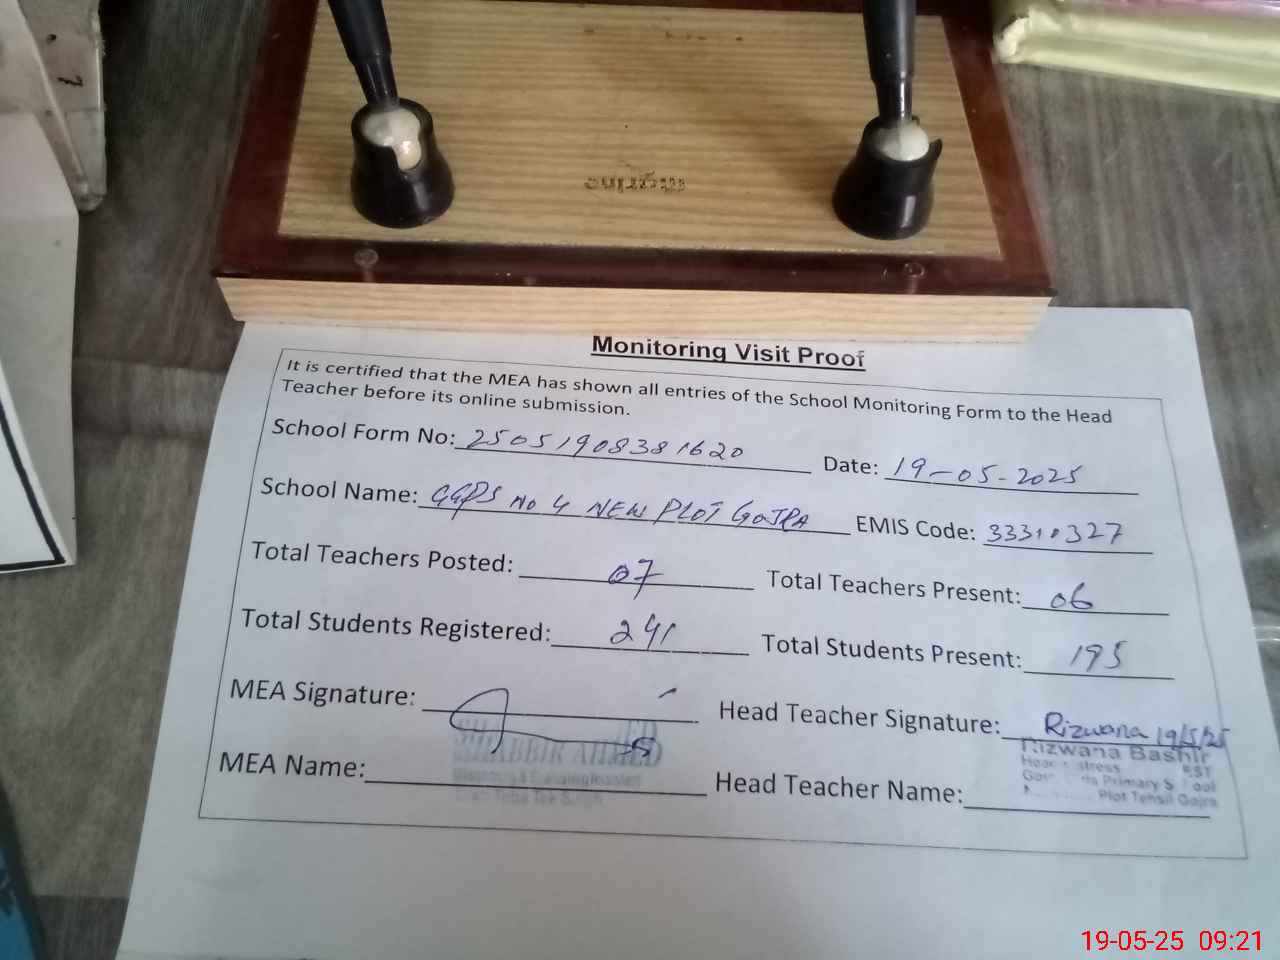 Monitoring Visit Proof
It is certified that the MEA has shown all entries of the School Monitoring Form to the Head
Teacher before its online submission.
School Form No: 25051908381620 Date: 19-05-2025
School Name: GGPS No 4 NEW PLOT GOJRA EMIS Code: 33310327
Total Teachers Posted: 07 Total Teachers Present: 06
Total Students Registered: 241 Total Students Present: 195
MEA Signature: Head Teacher Signature: Rizwana 19/5/25
SHABBIR AHMED
Rizwana Bashir
MEA Name: Head Teacher Name:
Primary
Plot Tehsil Gojra
19-05-25 09:21